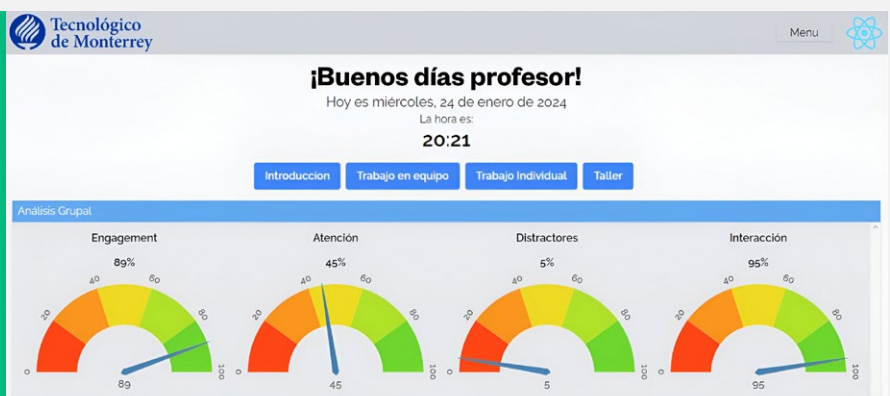 Tecnológico
de Monterrey
Menu
¡Buenos días profesor!
Hoy es miércoles, 24 de enero de 2024
La hora es:
20:21
Introduccion Trabajo en equipo Trabajo Individual Taller
Análisis Grupal
Engagement Atención Distractores Interacción
89% 45% 5% 95%
40 60 40 60 40 60 40 60
20 80 20 80 20 80 20 80
0 100 0 100 0 100 0 100
89 45 5 95